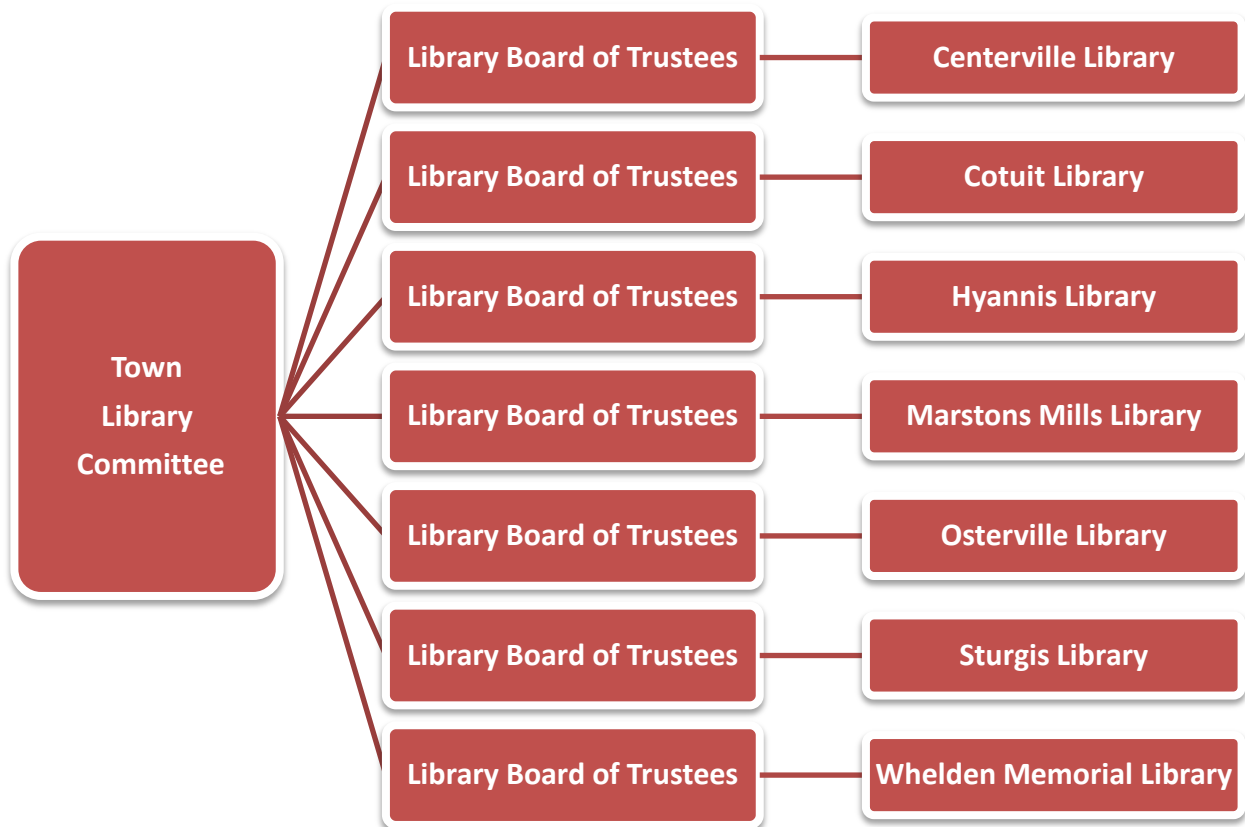 Library Board of Trustees
Centerville Library
Library Board of Trustees
Cotuit Library
Library Board of Trustees
Hyannis Library
Town
Library
Committee
Library Board of Trustees
Marstons Mills Library
Library Board of Trustees
Osterville Library
Library Board of Trustees
Sturgis Library
Library Board of Trustees
Whelden Memorial Library